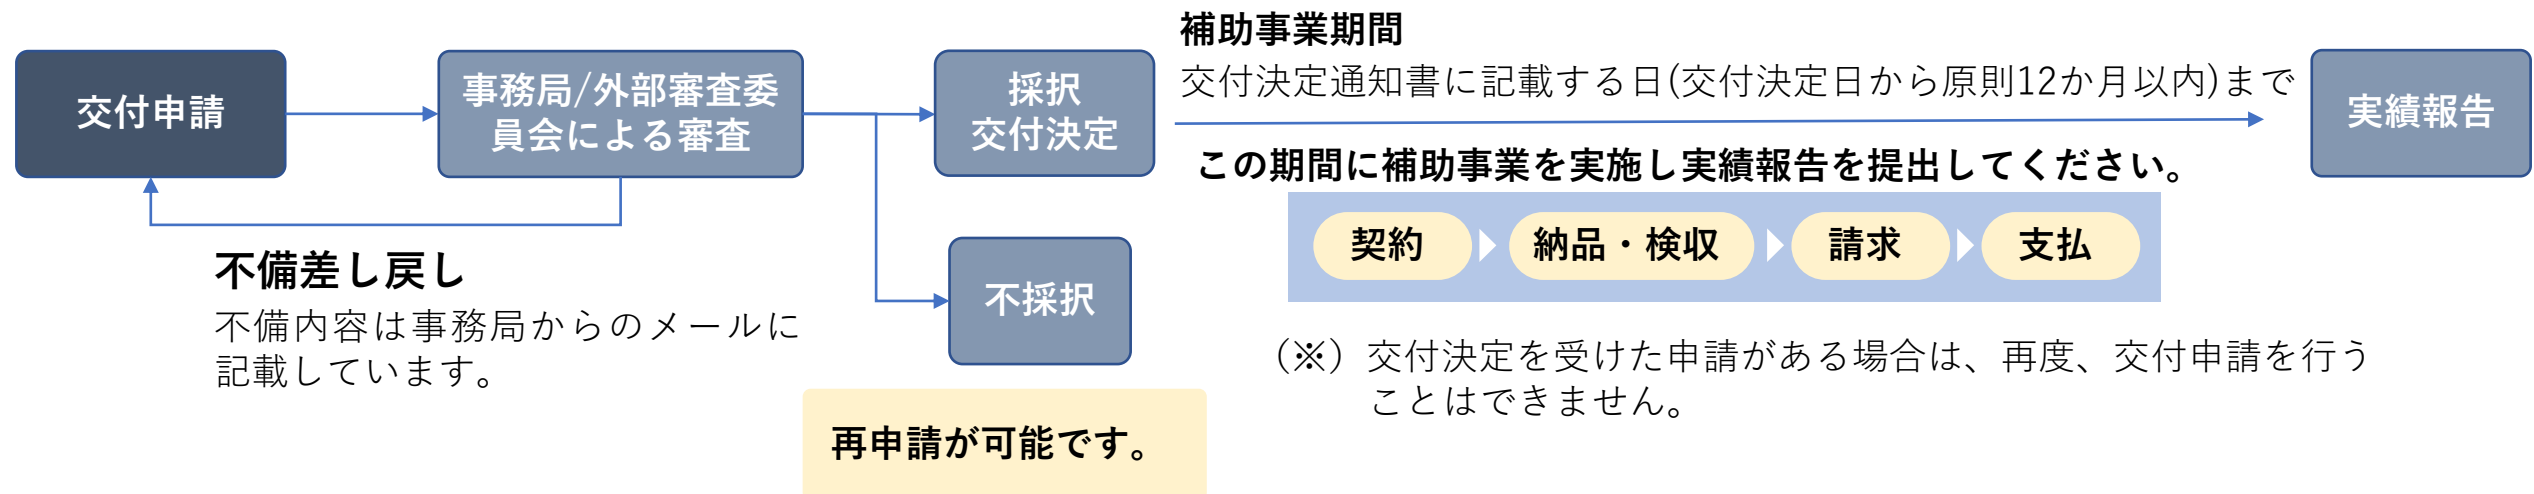 交付申請
事務局/外部審査委
員会による審査
不備差し戻し
不備内容は事務局からのメールに
記載しています。
採択
交付決定
不採択
再申請が可能です。
補助事業期間
交付決定通知書に記載する日(交付決定日から原則12か月以内)まで
この期間に補助事業を実施し実績報告を提出してください。
契約
納品・検収
請求
支払
（※）交付決定を受けた申請がある場合は、再度、交付申請を行う
ことはできません。
実績報告